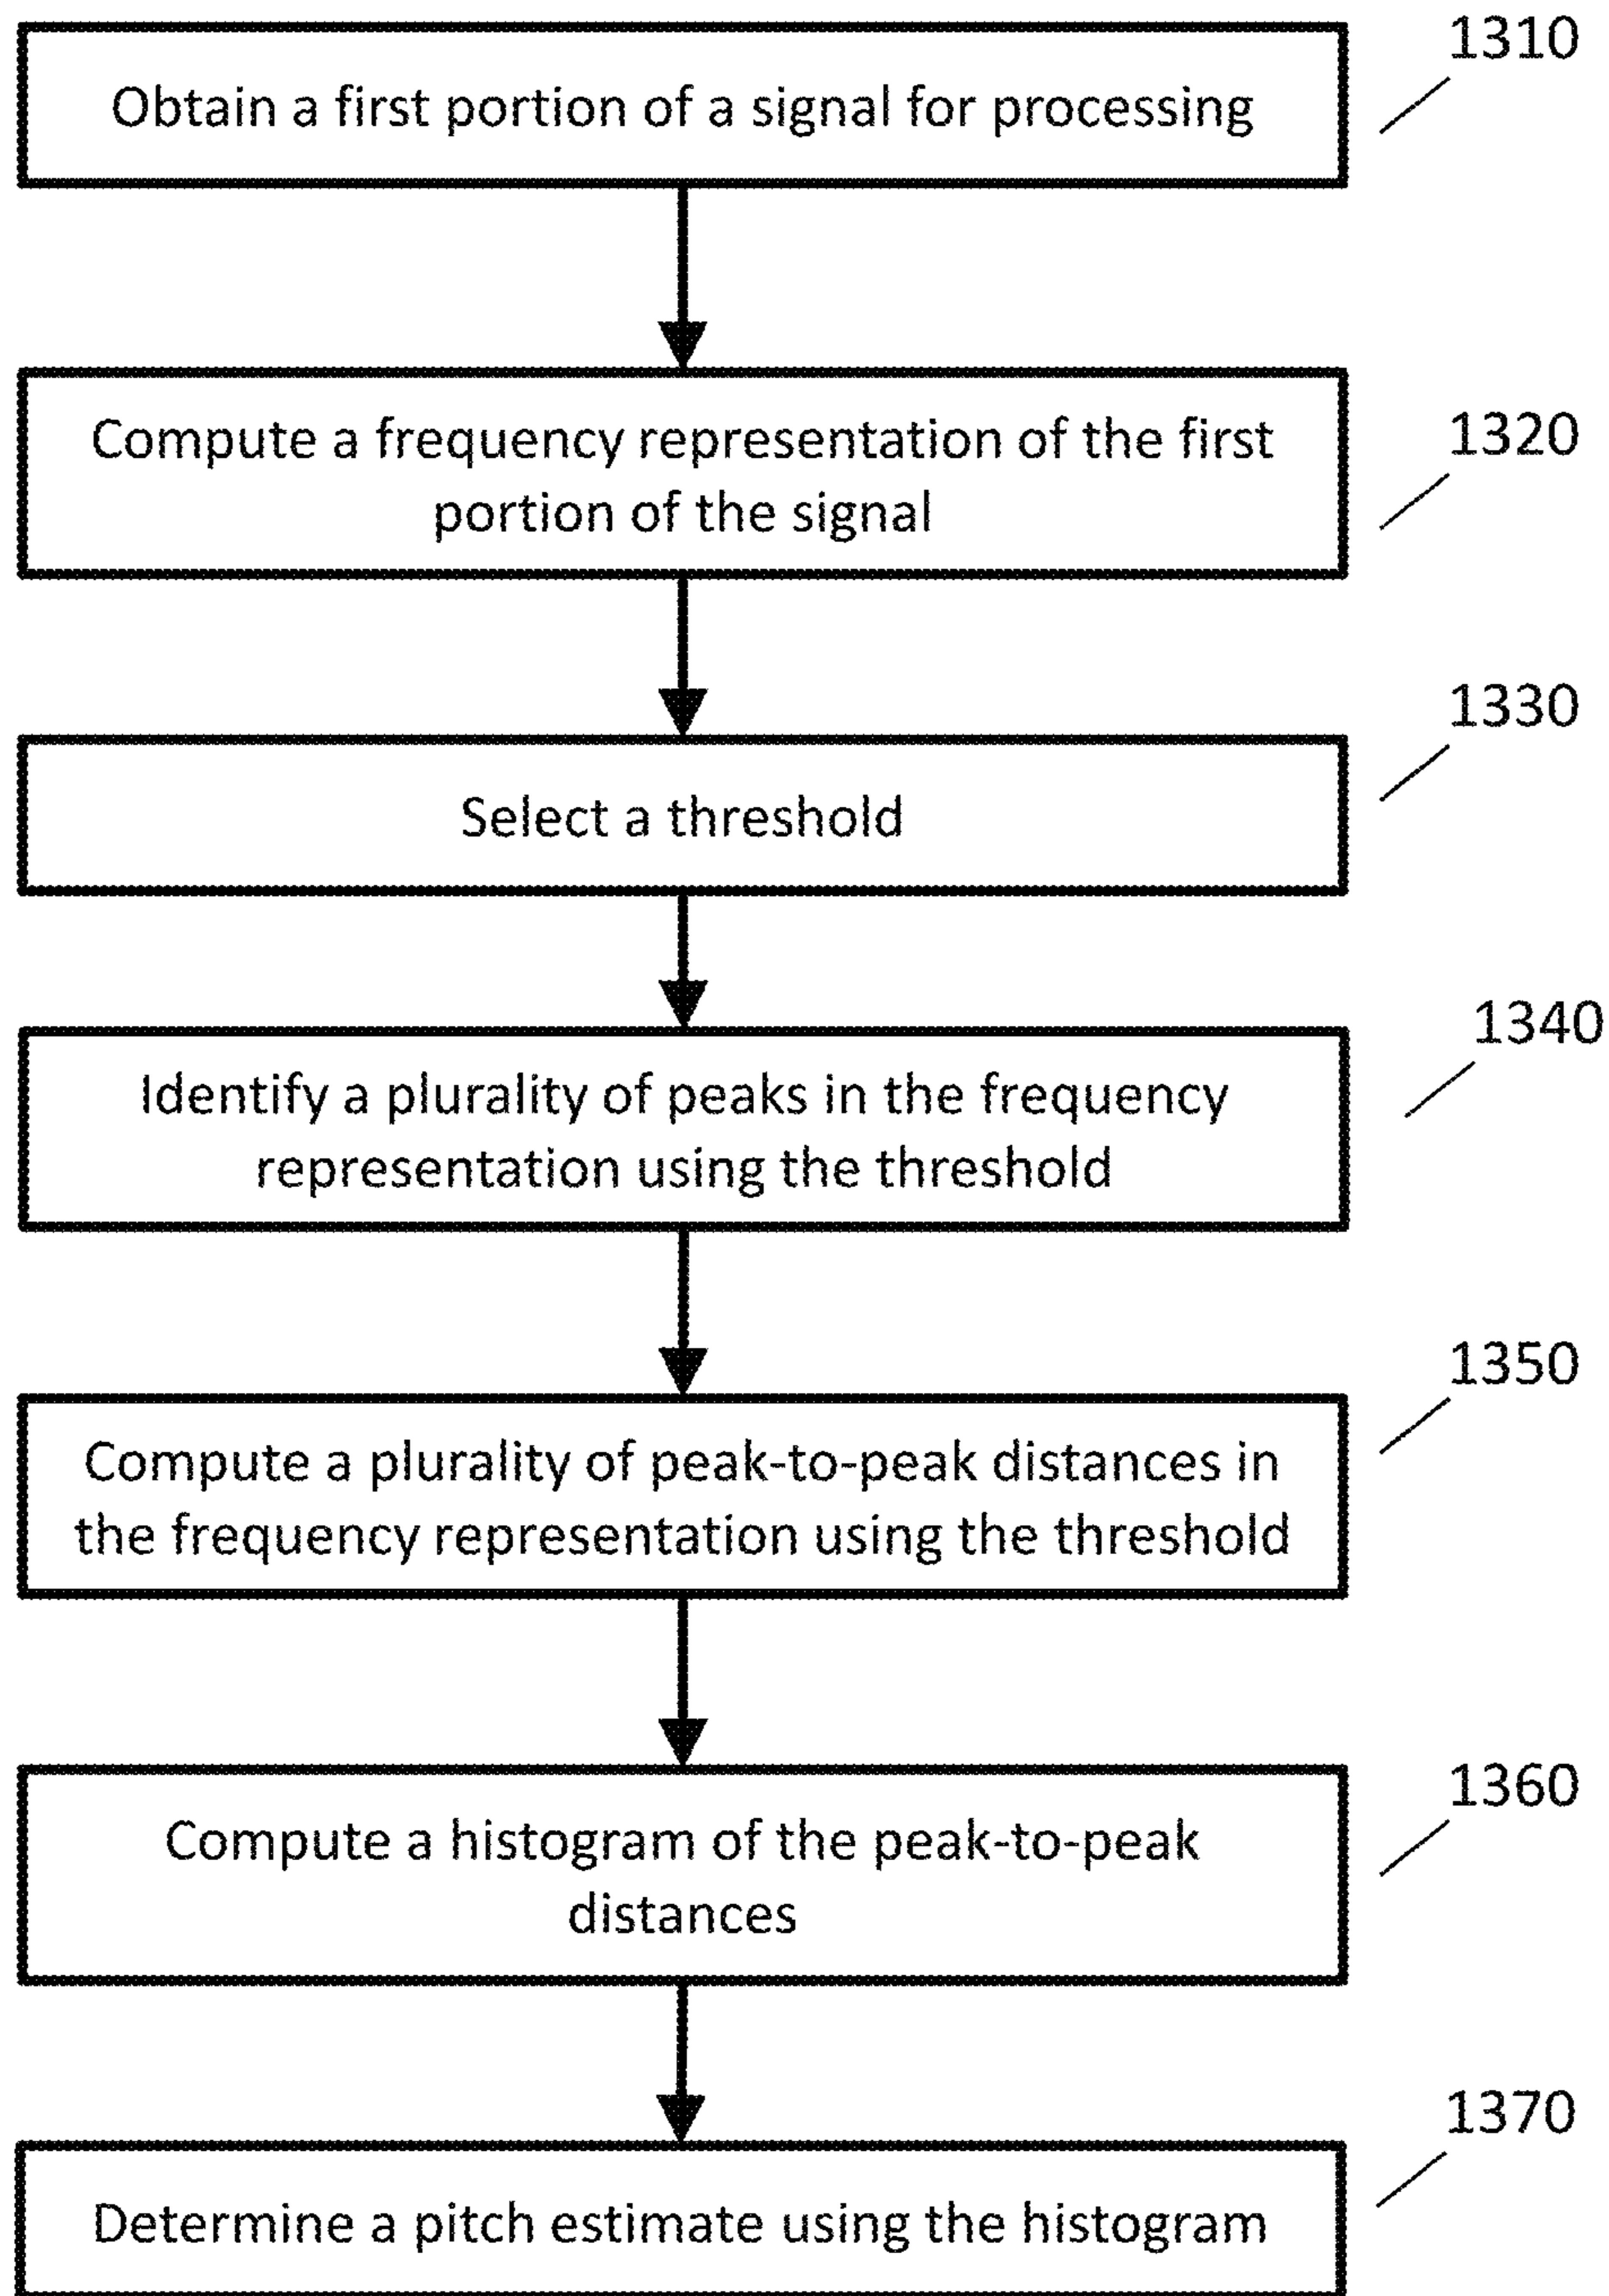 1310
Obtain a first portion of a signal for processing
1320
Compute a frequency representation of the first
portion of the signal
1330
Select a threshold
1340
Identify a plurality of peaks in the frequency
representation using the threshold
1350
Compute a plurality of peak-to-peak distances in
the frequency representation using the threshold
1360
Compute a histogram of the peak-to-peak
distances
1370
Determine a pitch estimate using the histogram